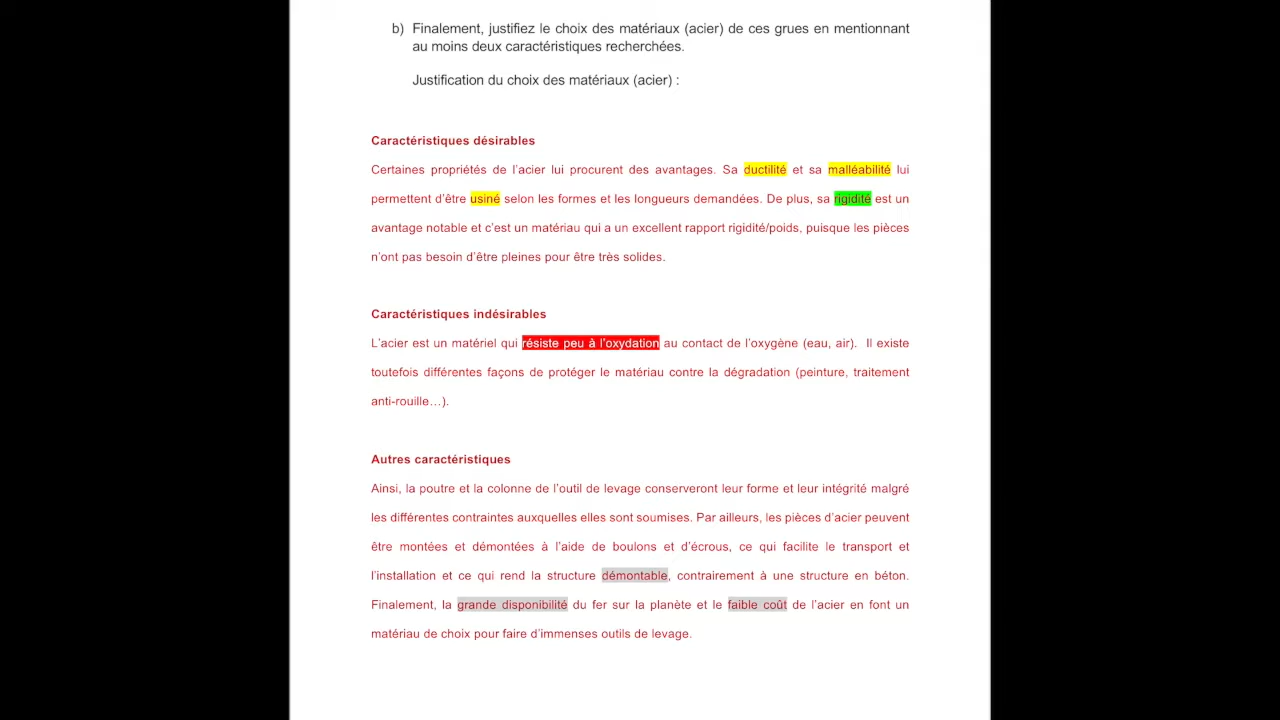 b) Finalement, justifiez le choix des matériaux (acier) de ces grues en mentionnant
au moins deux caractéristiques recherchées.
Justification du choix des matériaux (acier) :
Caractéristiques désirables
Certaines propriétés de l’acier lui procurent des avantages. Sa ductilité et sa malléabilité lui
permettent d’être usiné selon les formes et les longueurs demandées. De plus, sa rigidité est un
avantage notable et c’est un matériau qui a un excellent rapport rigidité/poids, puisque les pièces
n’ont pas besoin d’être pleines pour être très solides.
Caractéristiques indésirables
L’acier est un matériel qui résiste peu à l’oxydation au contact de l’oxygène (eau, air). Il existe
toutefois différentes façons de protéger le matériau contre la dégradation (peinture, traitement
anti-rouille…).
Autres caractéristiques
Ainsi, la poutre et la colonne de l’outil de levage conserveront leur forme et leur intégrité malgré
les différentes contraintes auxquelles elles sont soumises. Par ailleurs, les pièces d’acier peuvent
être montées et démontées à l’aide de boulons et d’écrous, ce qui facilite le transport et
l’installation et ce qui rend la structure démontable, contrairement à une structure en béton.
Finalement, la grande disponibilité du fer sur la planète et le faible coût de l’acier en font un
matériau de choix pour faire d’immenses outils de levage.